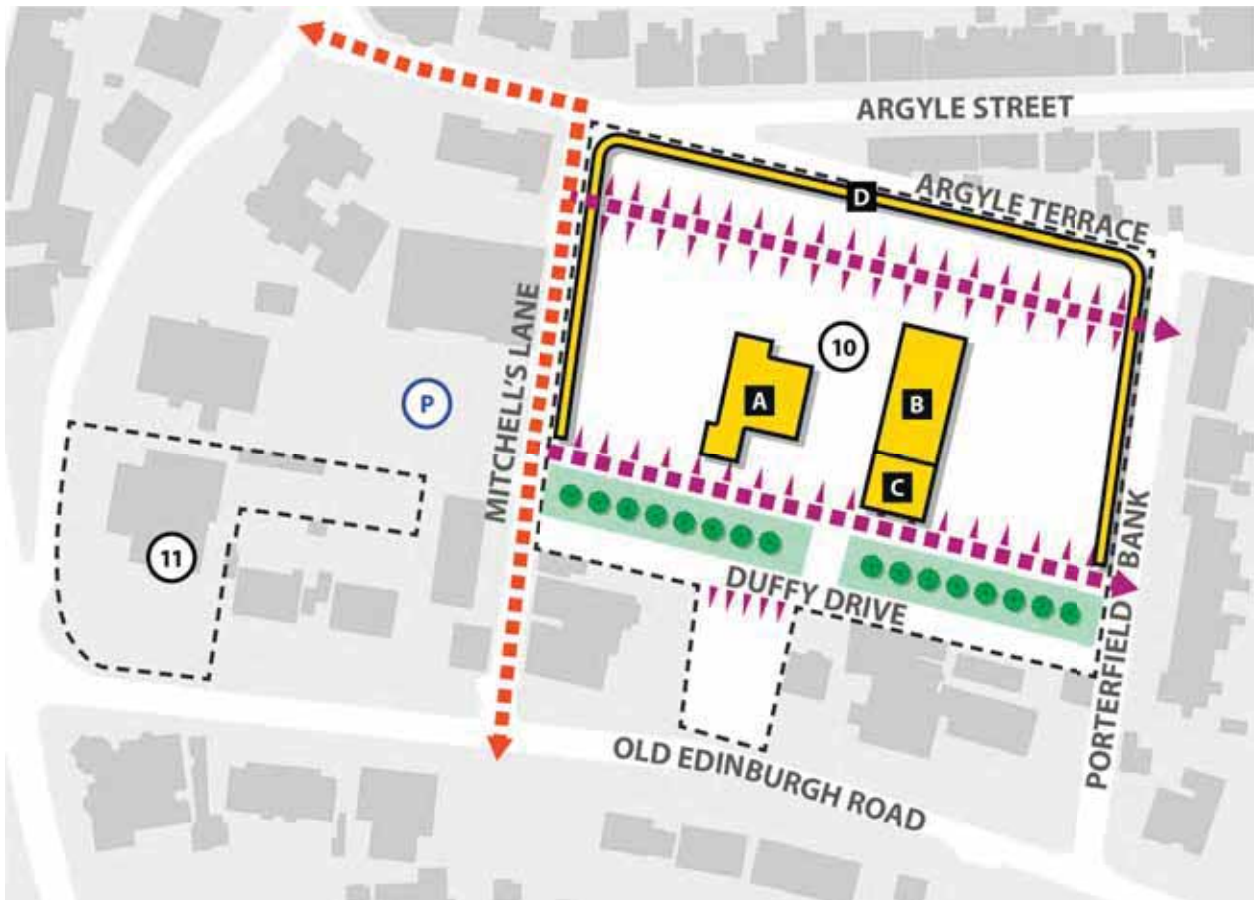 ARGYLE STREET
D
ARGYLE TERRACE
10
A
B
P
MITCHELL'S LANE
C
11
DUFFY DRIVE
PORTERFIELD BANK
OLD EDINBURGH ROAD